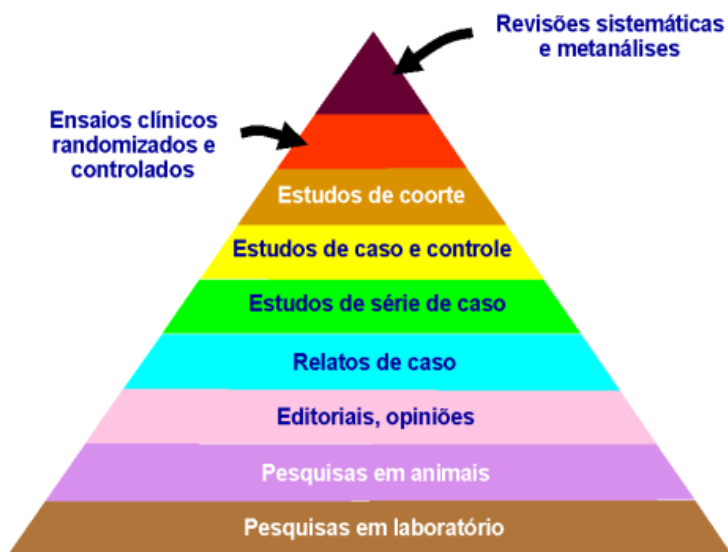 Revisões sistemáticas
e metanálises
Ensaios clínicos
randomizados e
controlados
Estudos de coorte
Estudos de caso e controle
Estudos de série de caso
Relatos de caso
Editoriais, opiniões
Pesquisas em animais
Pesquisas em laboratório